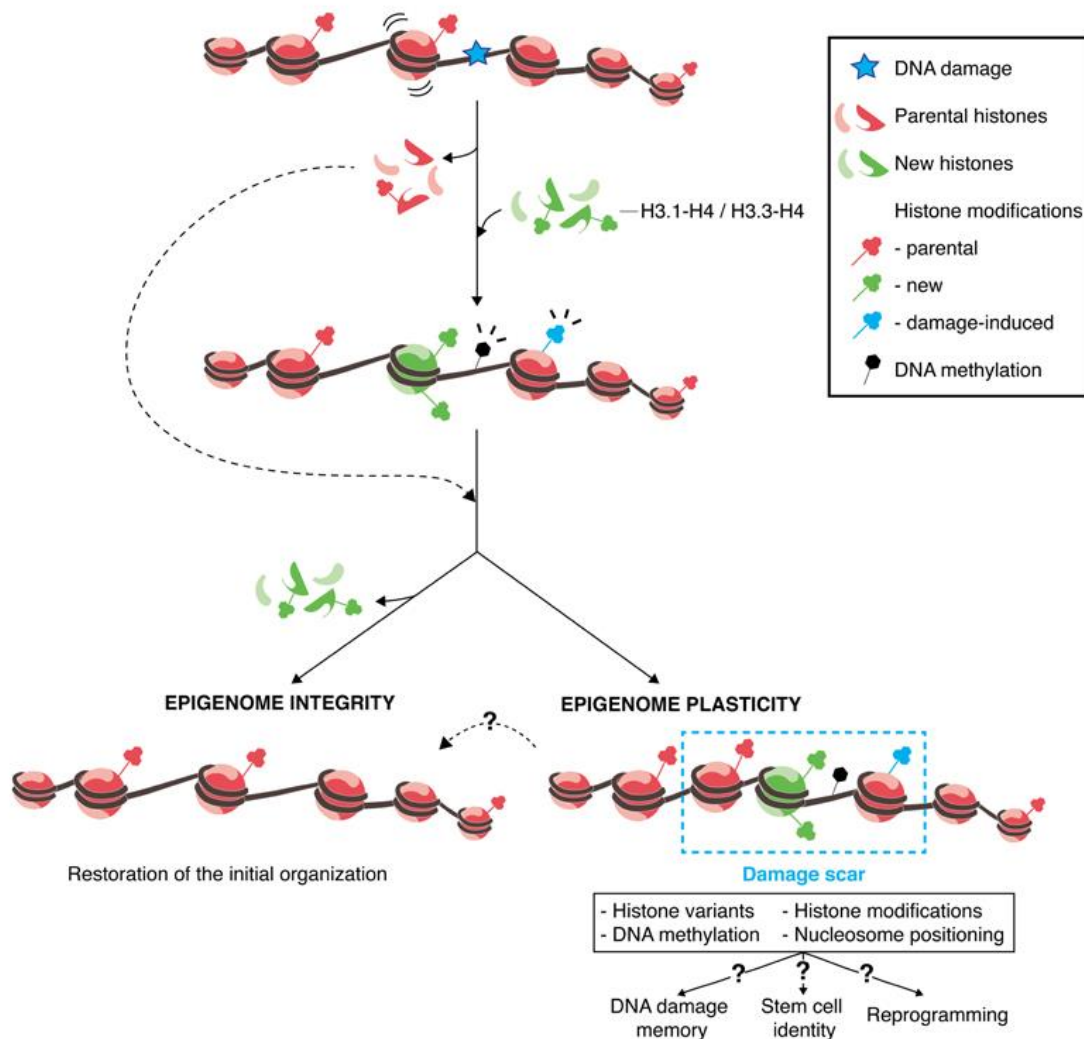 DNA damage
Parental histones
New histones
Histone modifications
- parental
- new
- damage-induced
DNA methylation
H3.1-H4 / H3.3-H4
EPIGENOME INTEGRITY
EPIGENOME PLASTICITY
?
Restoration of the initial organization
Damage scar
- Histone variants - Histone modifications
- DNA methylation - Nucleosome positioning
? ? ?
DNA damage
memory
Stem cell
identity
Reprogramming